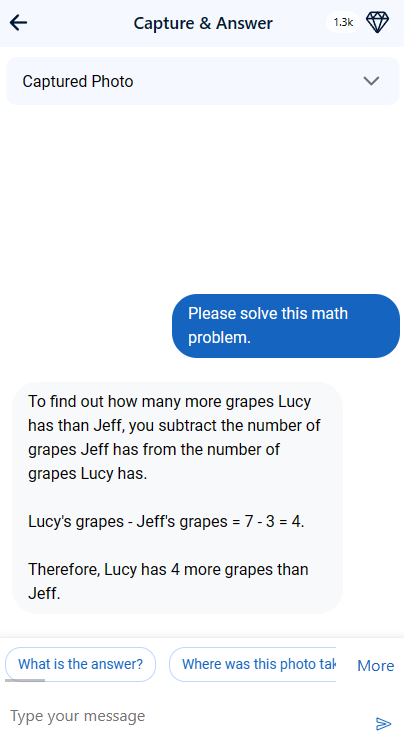 Capture & Answer
1.3k
Captured Photo
Please solve this math
problem.
To find out how many more grapes Lucy
has than Jeff, you subtract the number of
grapes Jeff has from the number of
grapes Lucy has.
Lucy's grapes - Jeff's grapes = 7 - 3 = 4.
Therefore, Lucy has 4 more grapes than
Jeff.
What is the answer?
Where was this photo tak
More
Type your message